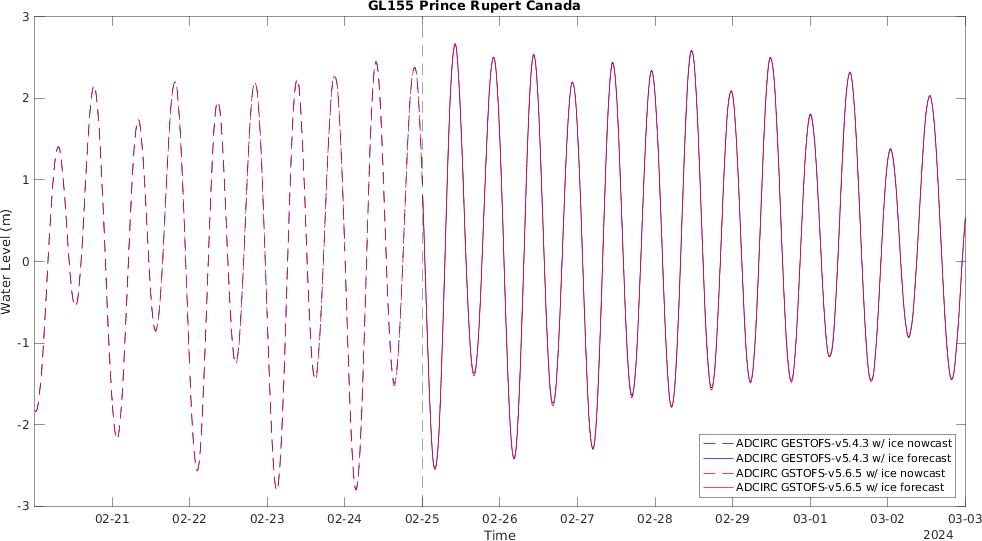 GL155 Prince Rupert Canada
3
2
1
0
-1
-2
-3
Water Level (m)
ADCIRC GESTOFS-v5.4.3 w/ ice nowcast
ADCIRC GESTOFS-v5.4.3 w/ ice forecast
ADCIRC GSTOFS-v5.6.5 w/ ice nowcast
ADCIRC GSTOFS-v5.6.5 w/ ice forecast
02-21 02-22 02-23 02-24 02-25 02-26 02-27 02-28 02-29 03-01 03-02 03-03
Time
2024